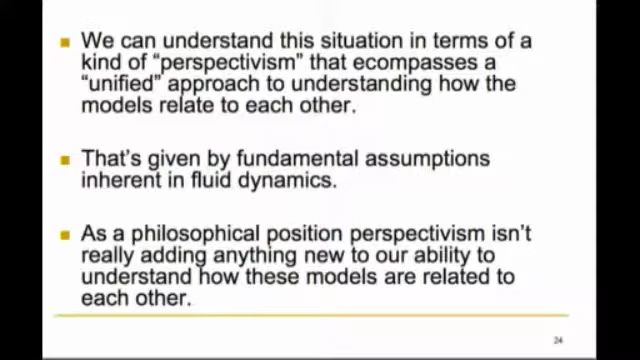 We can understand this situation in terms of a
kind of “perspectivism” that ecompasses a
“unified” approach to understanding how the
models relate to each other.
That’s given by fundamental assumptions
inherent in fluid dynamics.
As a philosophical position perspectivism isn’t
really adding anything new to our ability to
understand how these models are related to
each other.
24